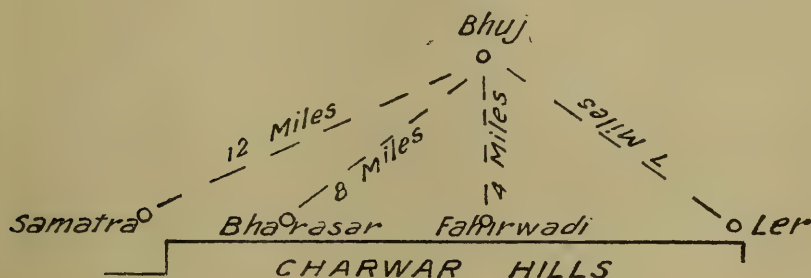 Bhuj
12 Miles
8 Miles
4 Miles
7 Miles
Samatra
Bharasar
Fakirwadi
Ler
CHARWAR HILLS